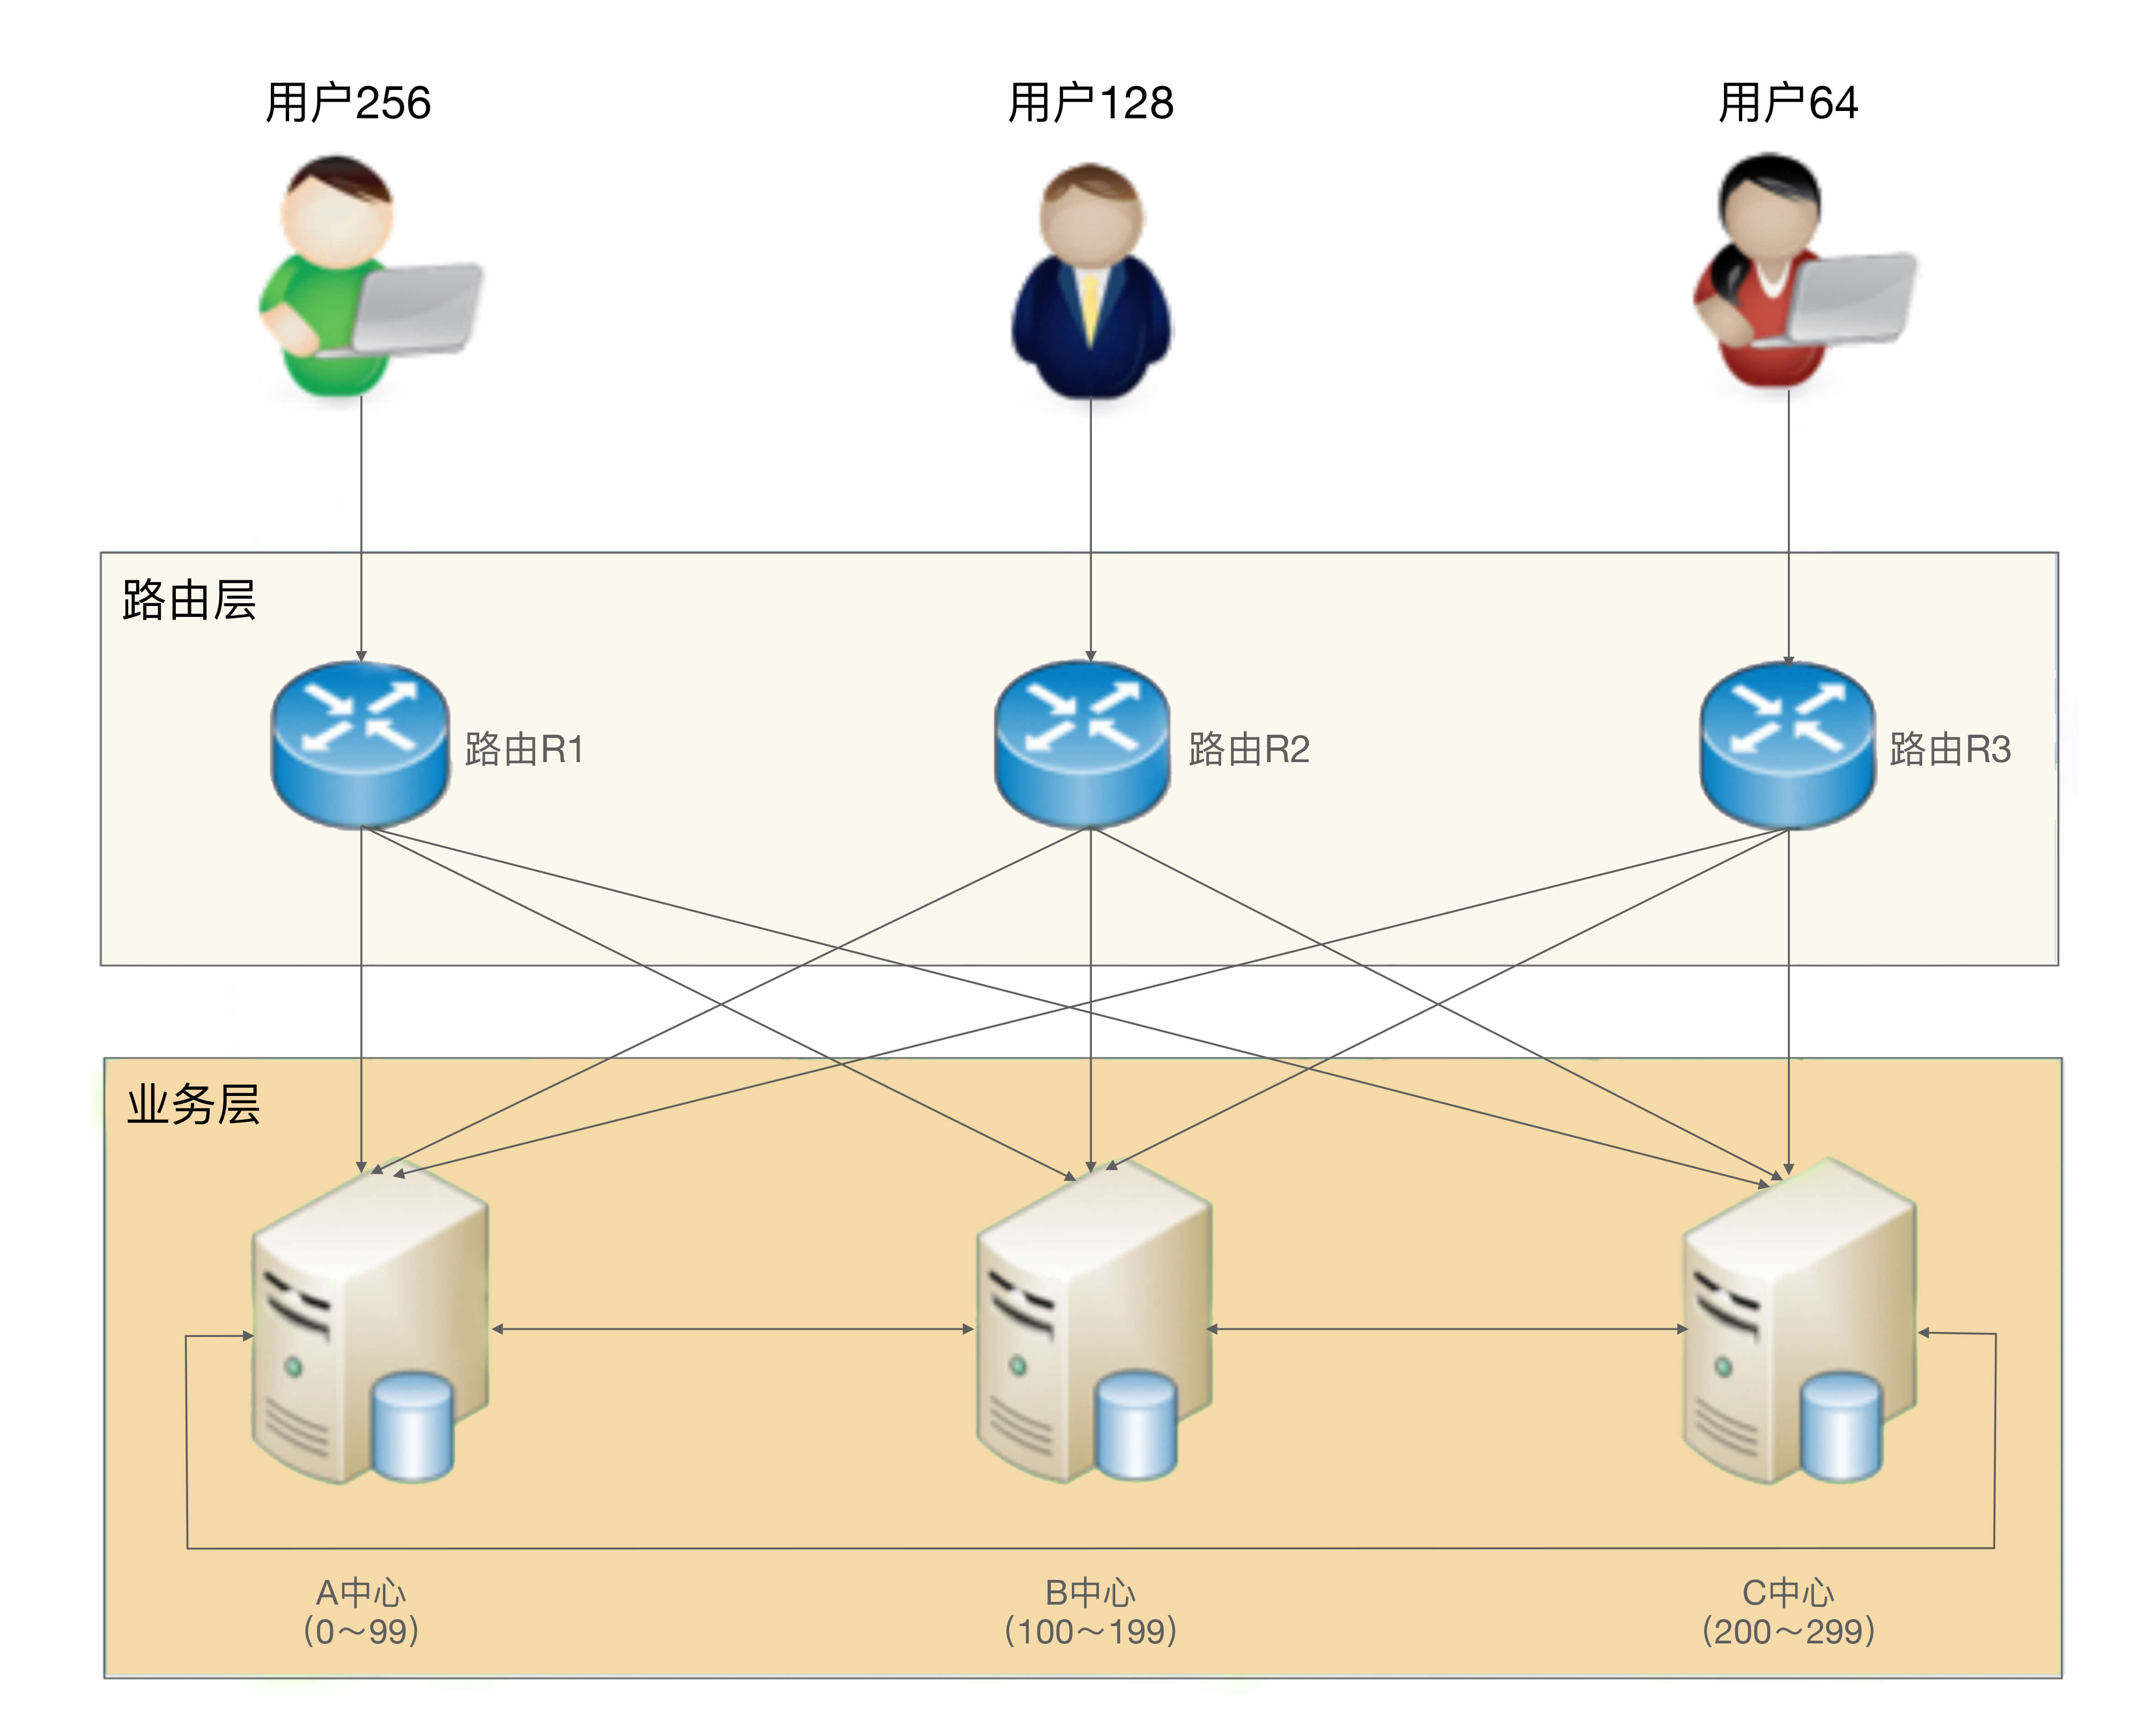 用户256
用户128
用户64
路由层
路由R1
路由R2
路由R3
业务层
A中心
(0～99)
B中心
(100～199)
C中心
(200～299)